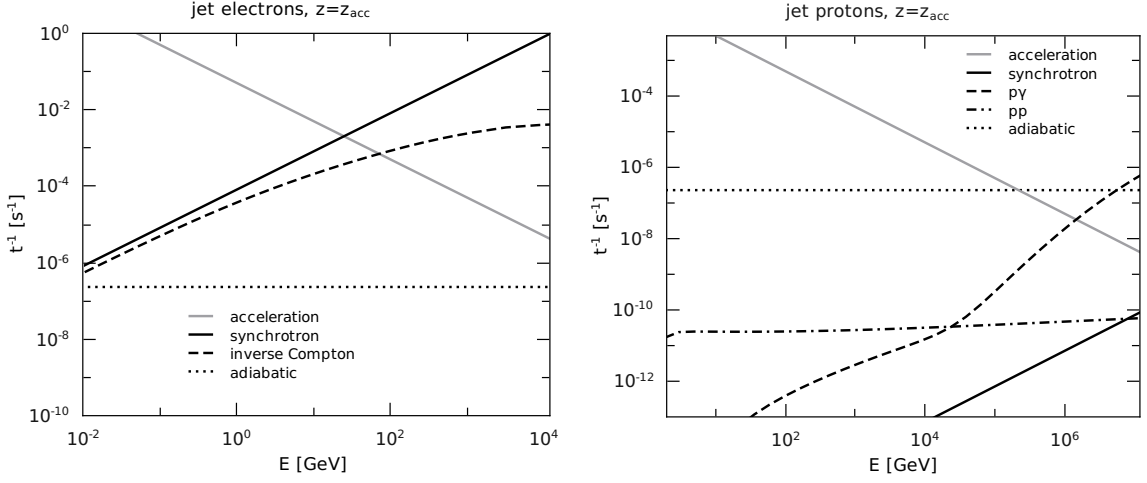 jet electrons, z=z_acc
10^0
10^-2
10^-4
10^-6
10^-8
10^-10
t^-1 [s^-1]
acceleration
synchrotron
inverse Compton
adiabatic
10^-2
10^0
10^2
10^4
E [GeV]
jet protons, z=z_acc
acceleration
synchrotron
pγ
pp
adiabatic
10^-4
10^-6
10^-8
10^-10
10^-12
t^-1 [s^-1]
10^2
10^4
10^6
E [GeV]